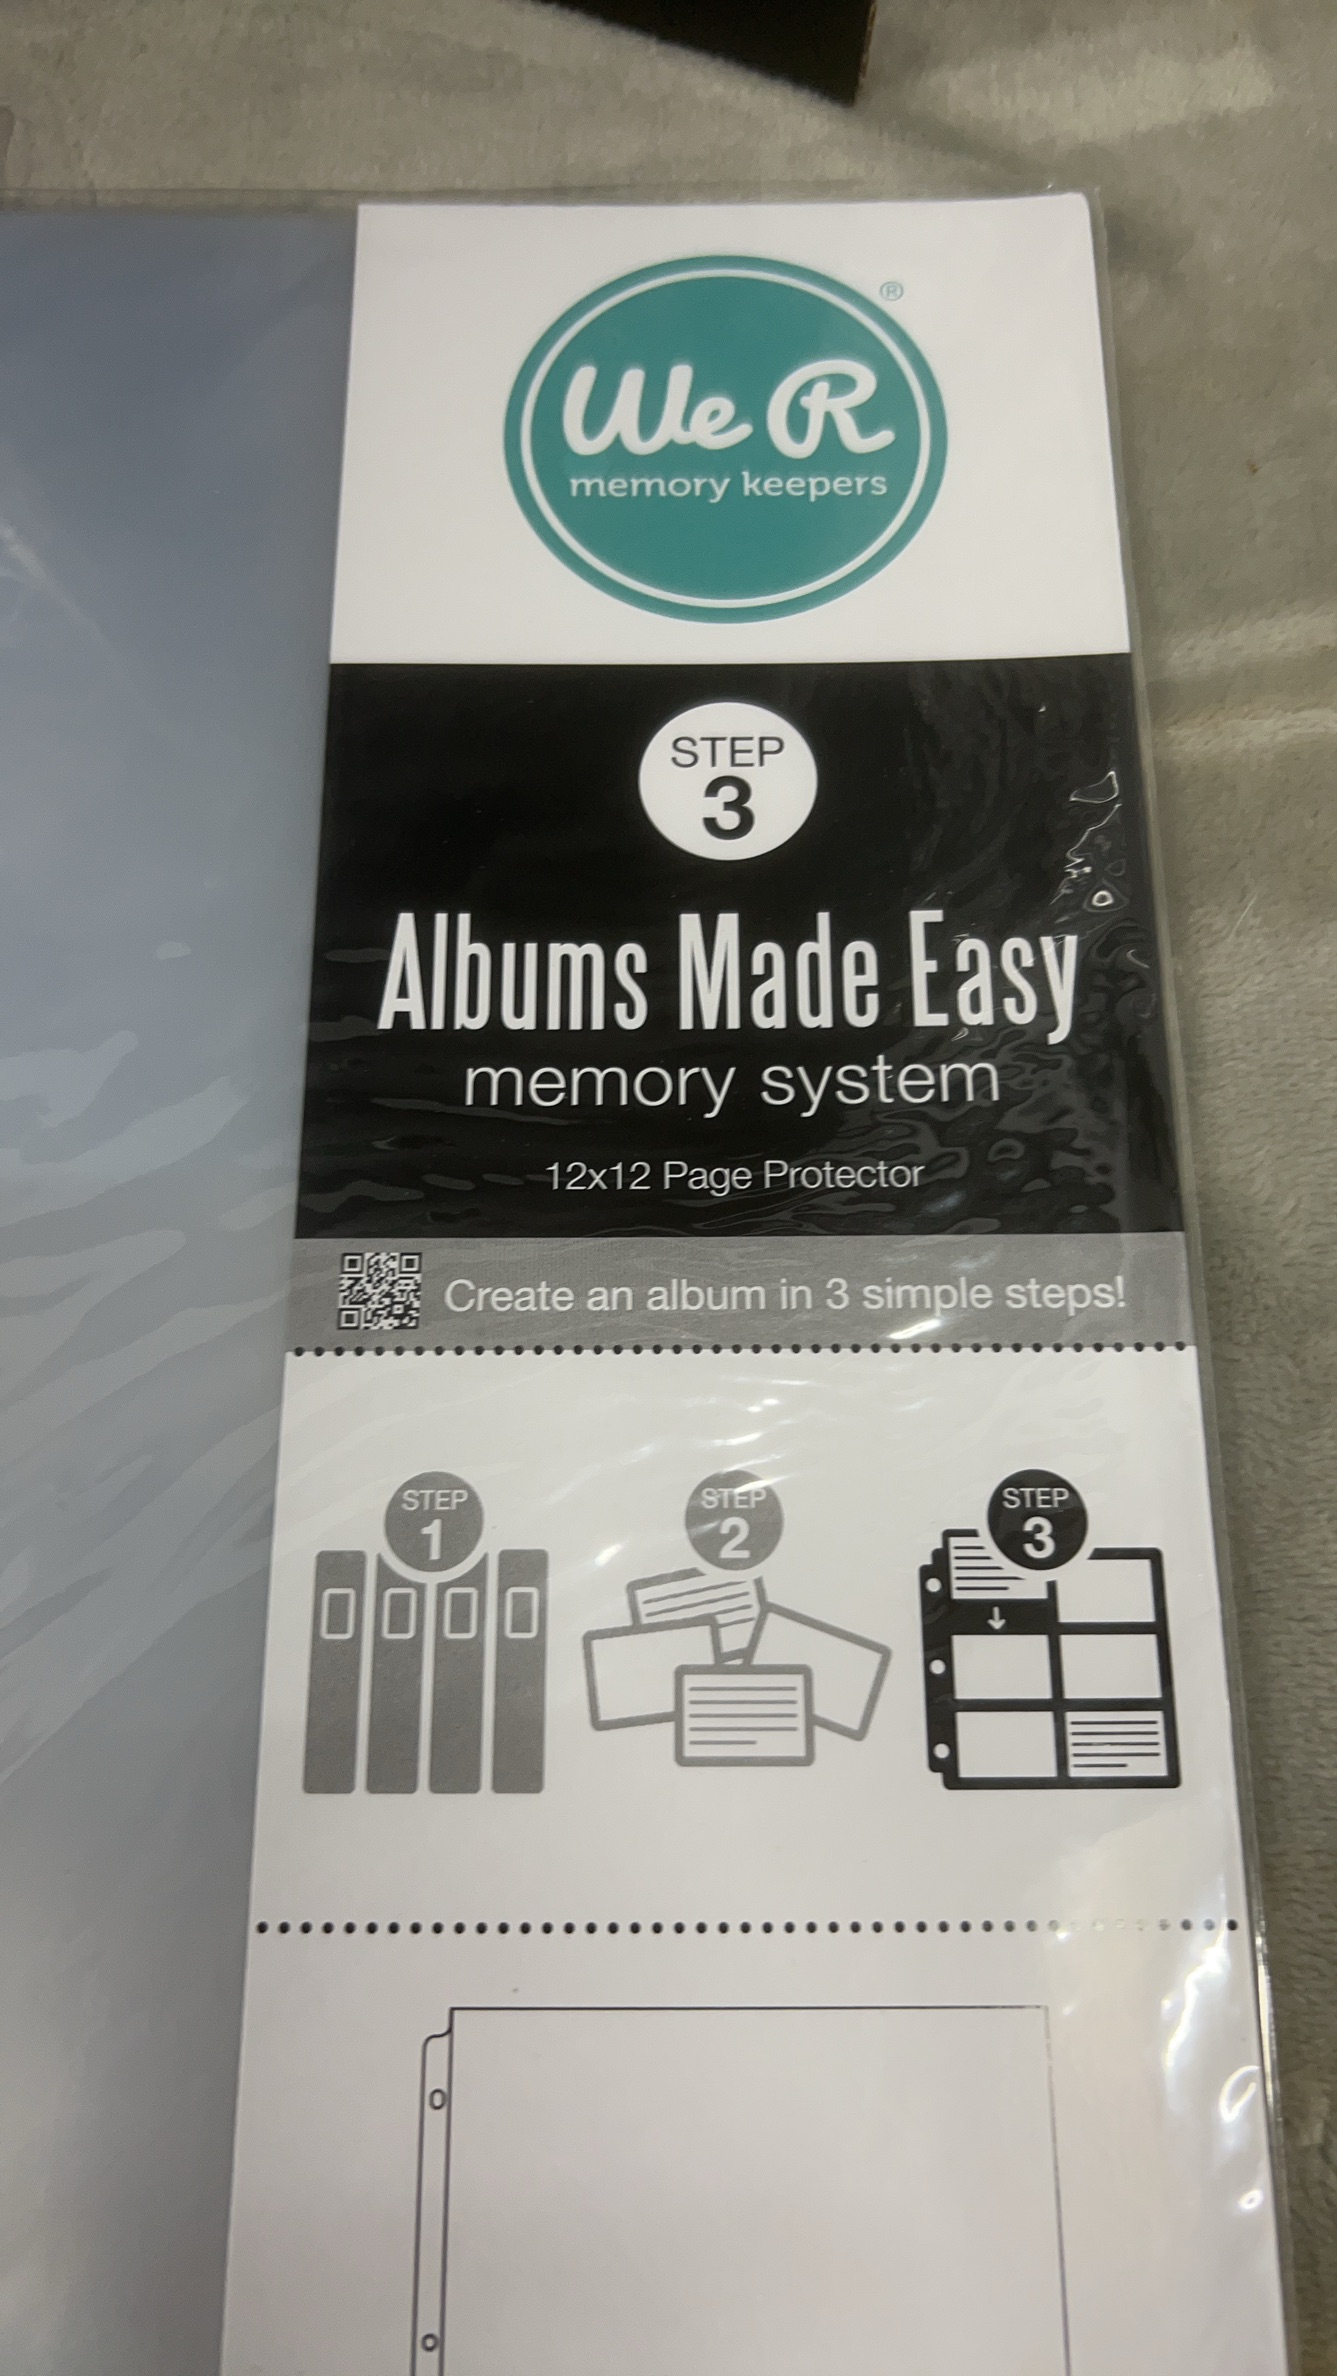 We R
®
memory keepers
STEP
3
Albums Made Easy
memory system
12x12 Page Protector
Create an album in 3 simple steps!
STEP
1
STEP
2
STEP
3